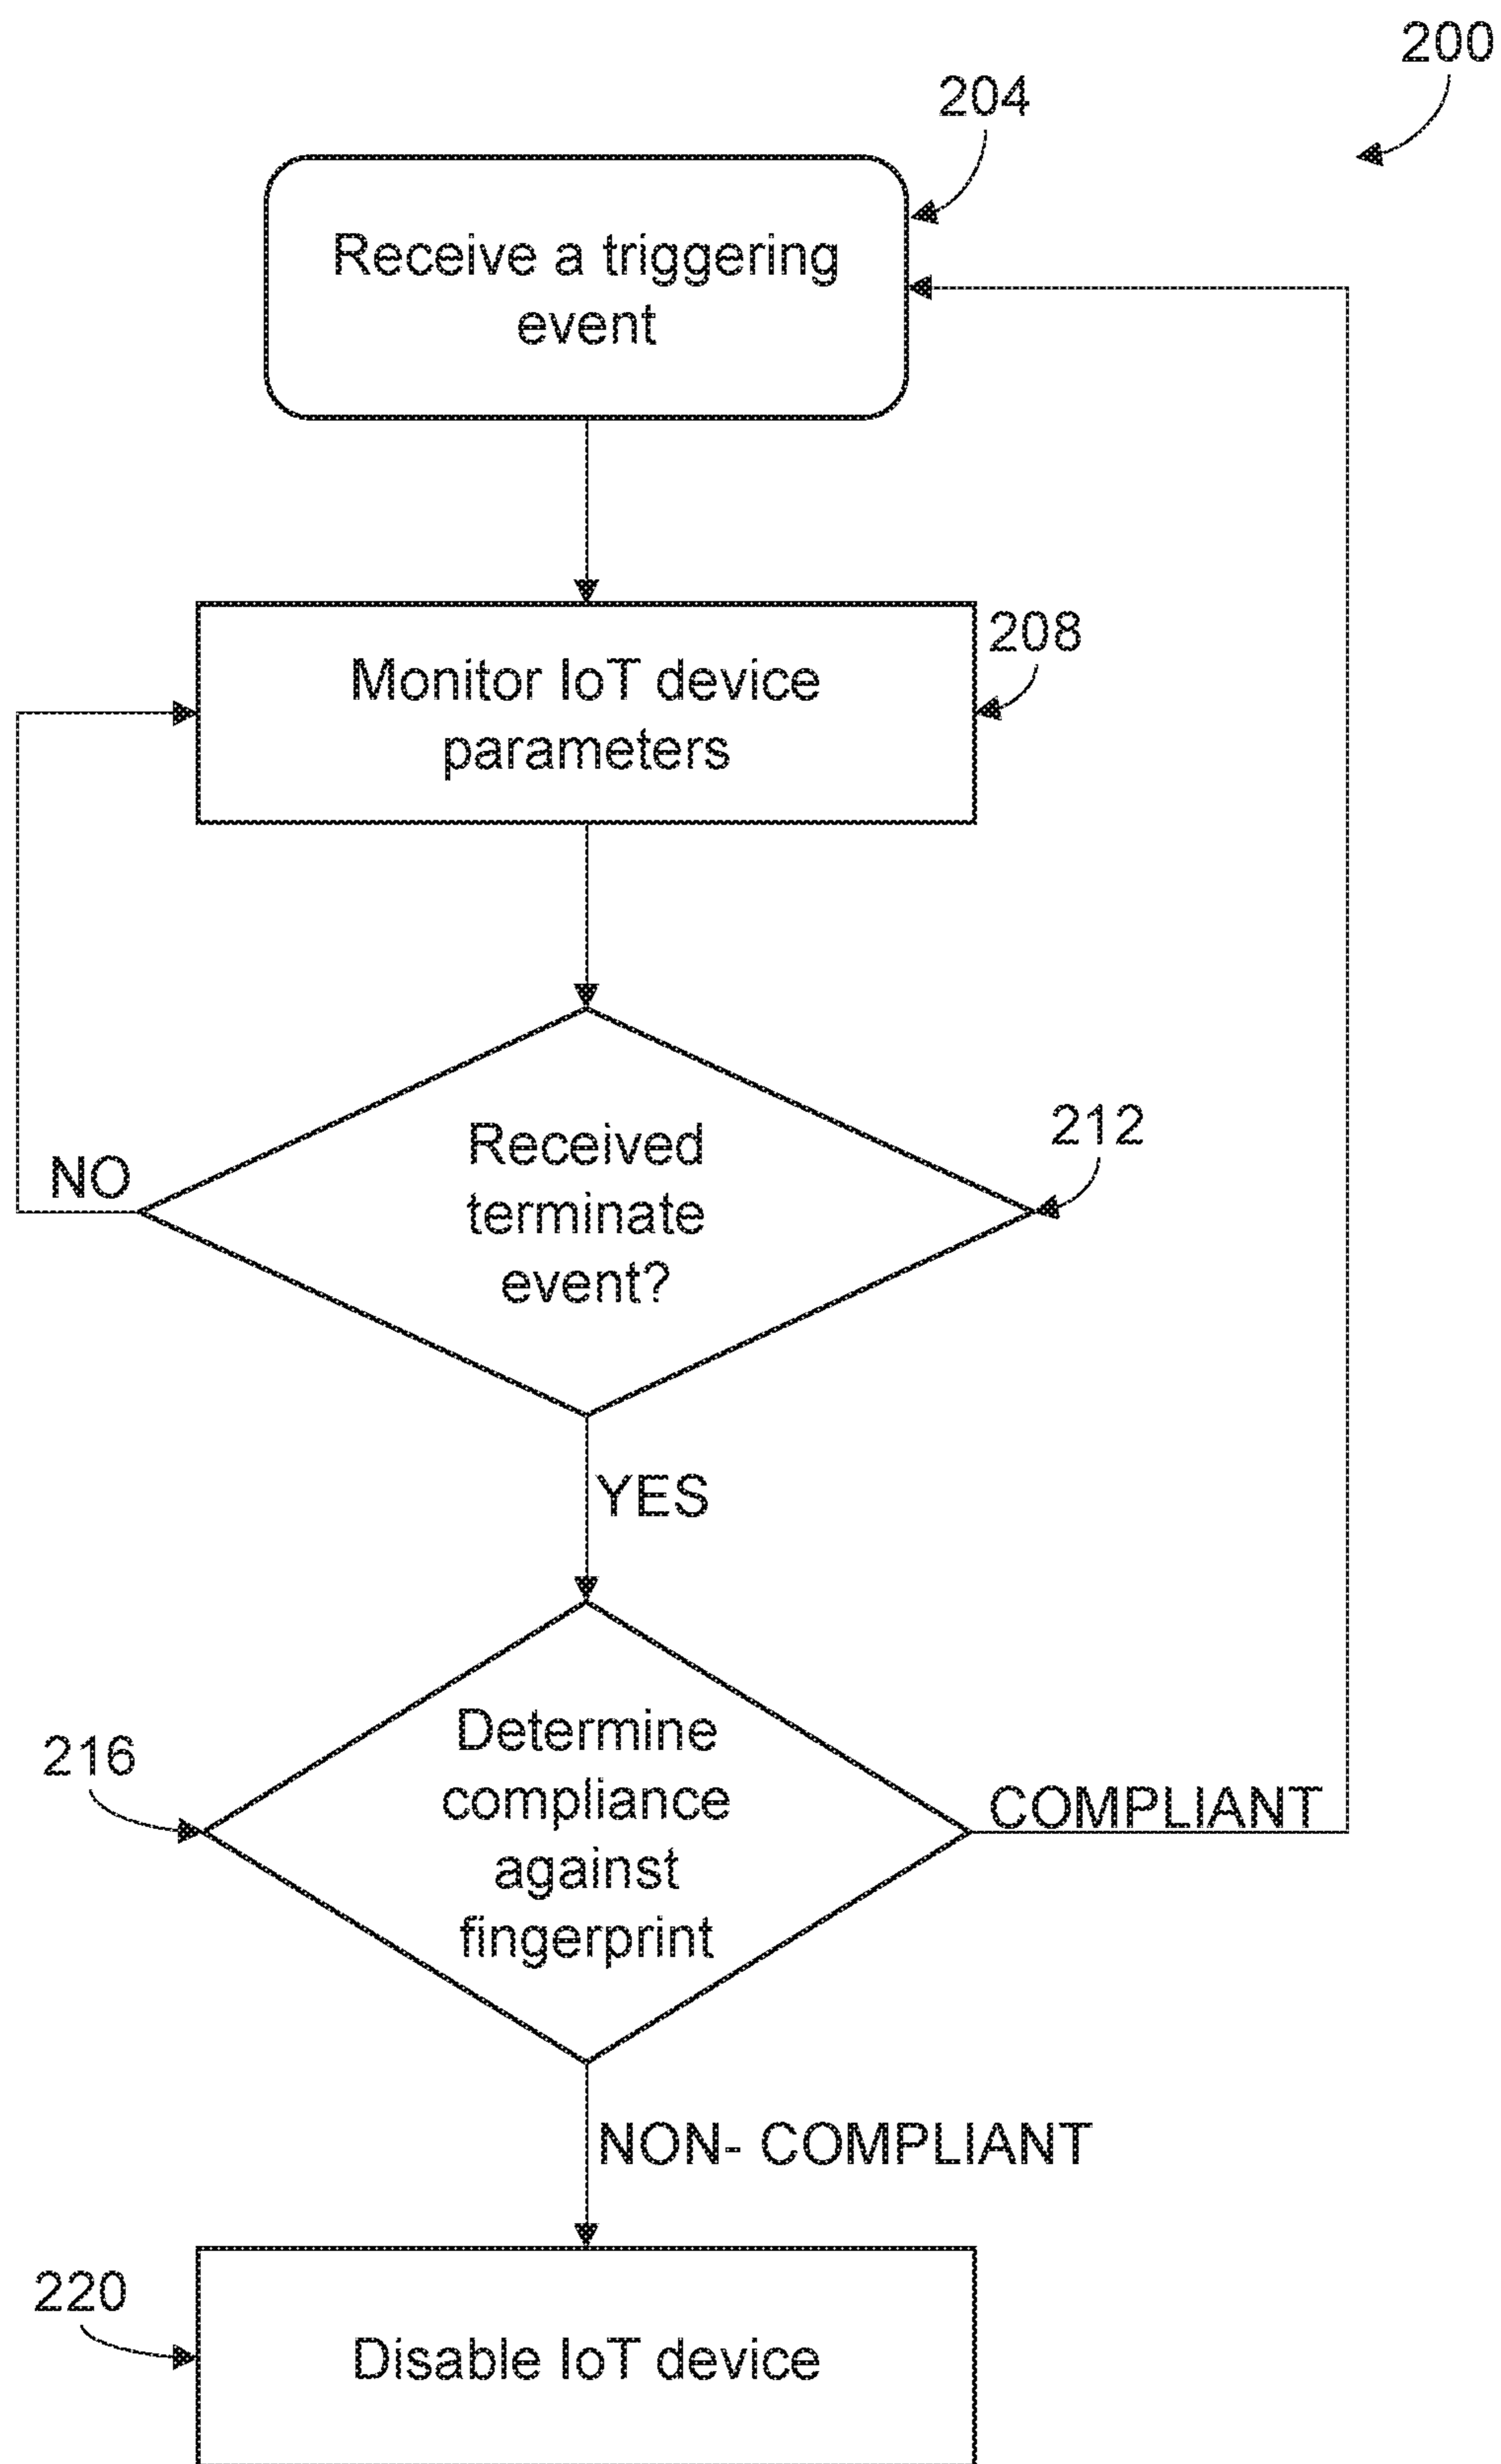 200
204
Receive a triggering
event
208
Monitor IoT device
parameters
212
Received
terminate
event?
NO
YES
216
Determine
compliance
against
fingerprint
COMPLIANT
NON- COMPLIANT
220
Disable IoT device